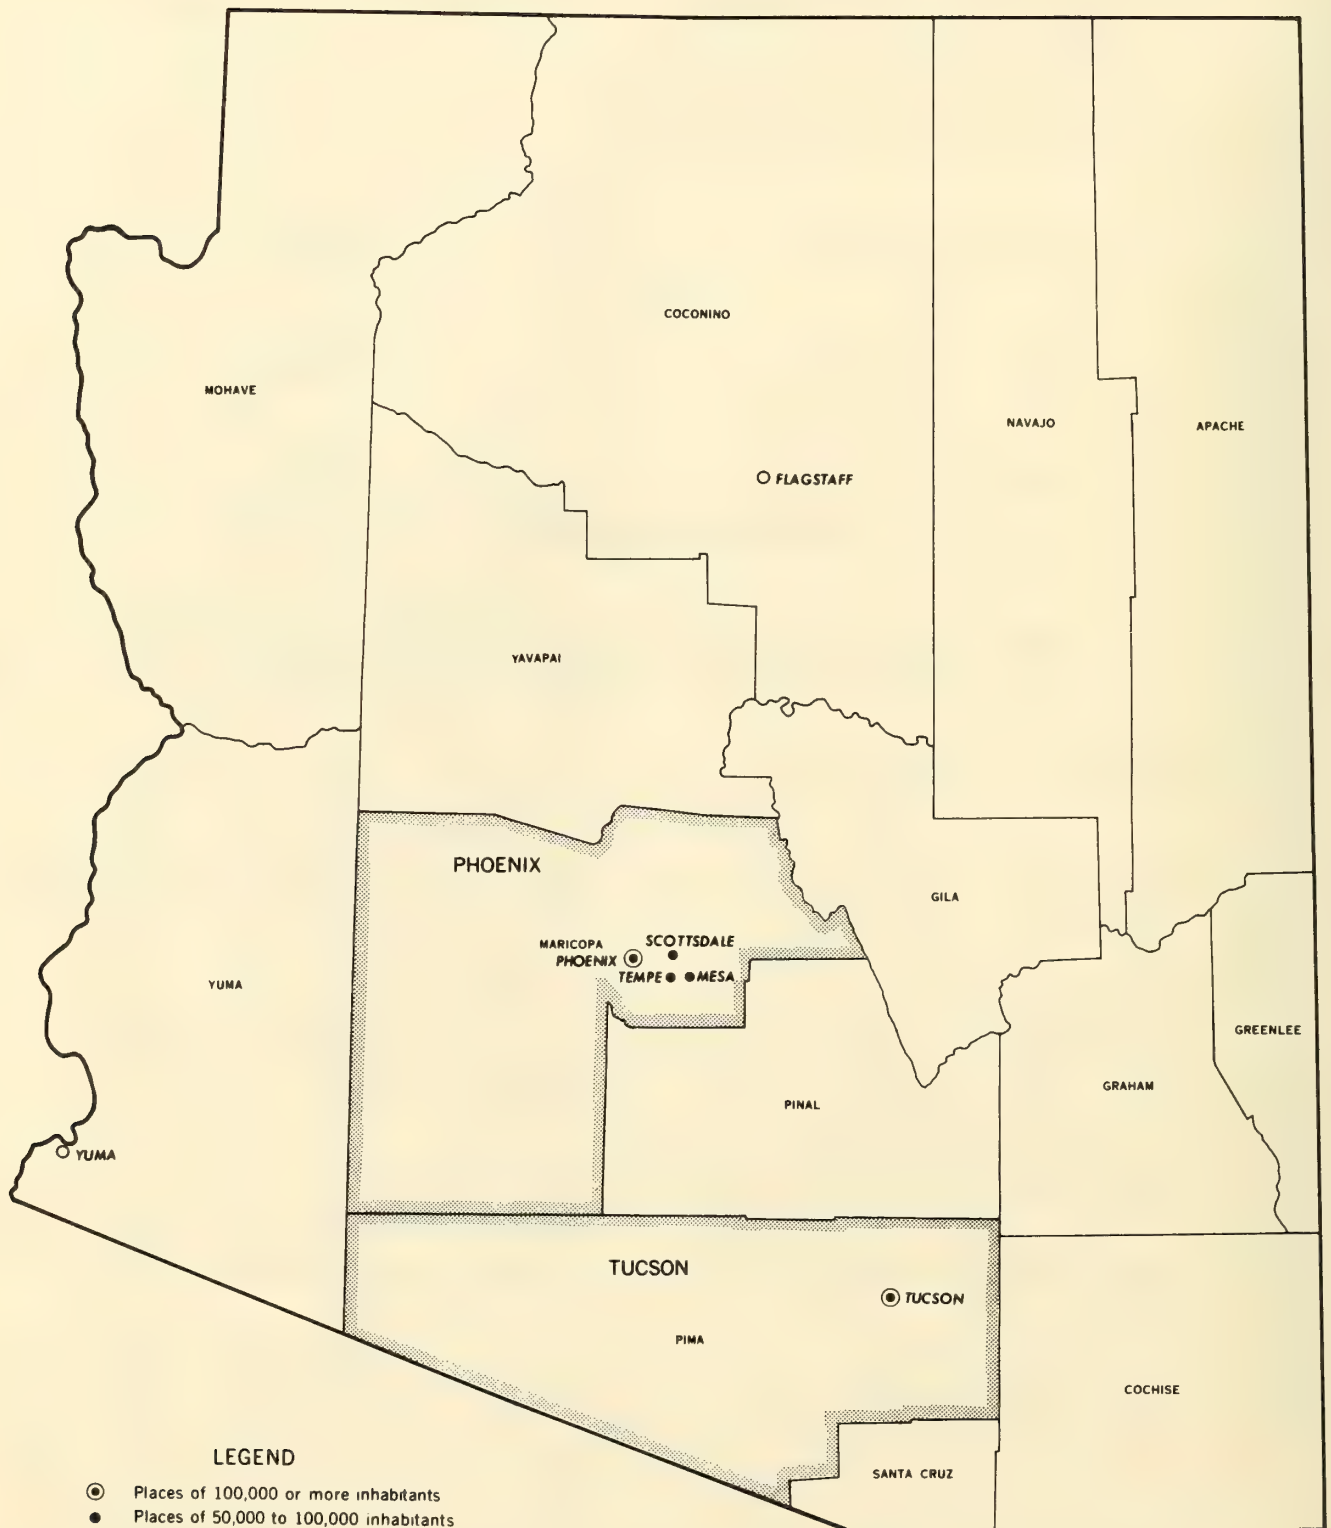 COCONINO
MOHAVE
NAVAJO
APACHE
FLAGSTAFF
YAVAPAI
PHOENIX
GILA
MARICOPA
SCOTTSDALE
PHOENIX
TEMPE
MESA
YUMA
GREENLEE
GRAHAM
PINAL
YUMA
TUCSON
TUCSON
PIMA
COCHISE
SANTA CRUZ
LEGEND
Places of 100,000 or more inhabitants
Places of 50,000 to 100,000 inhabitants